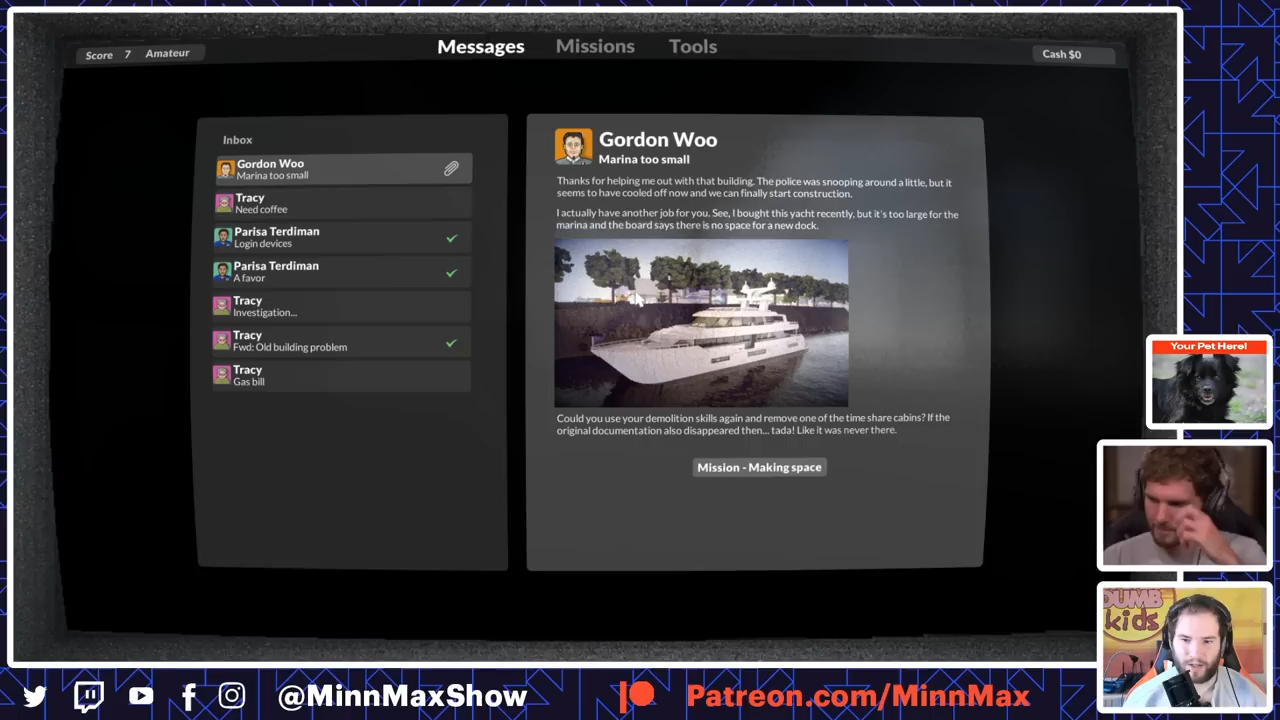 Score 7 Amateur
Messages Missions Tools
Cash $0
Inbox
Gordon Woo
Marina too small
Tracy
Need coffee
Parisa Terdiman
Login devices
Parisa Terdiman
A favor
Tracy
Investigation...
Tracy
Fwd: Old building problem
Tracy
Gas bill
Gordon Woo
Marina too small
Thanks for helping me out with that building. The police was snooping around a little, but it
seems to have cooled off now and we can finally start construction.
I actually have another job for you. See, I bought this yacht recently, but it's too large for the
marina and the board says there is no space for a new dock.
Could you use your demolition skills again and remove one of the time share cabins? If the
original documentation also disappeared then... tada! Like it was never there.
Mission - Making space
Your Pet Here!
DUMB
kids
@MinnMaxShow
Patreon.com/MinnMax